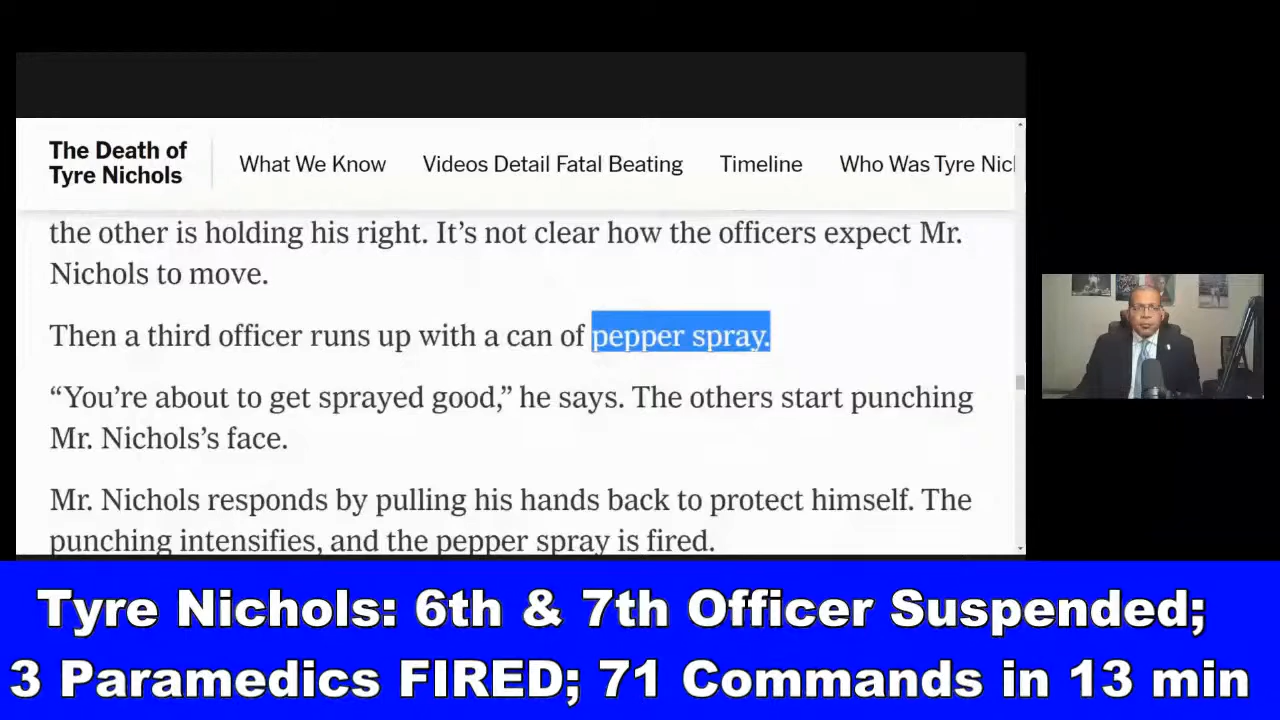 The Death of
Tyre Nichols
What We Know
Videos Detail Fatal Beating
Timeline
Who Was Tyre Nicl
the other is holding his right. It’s not clear how the officers expect Mr.
Nichols to move.
Then a third officer runs up with a can of pepper spray.
“You’re about to get sprayed good,” he says. The others start punching
Mr. Nichols’s face.
Mr. Nichols responds by pulling his hands back to protect himself. The
punching intensifies, and the pepper spray is fired.
Tyre Nichols: 6th & 7th Officer Suspended;
3 Paramedics FIRED; 71 Commands in 13 min